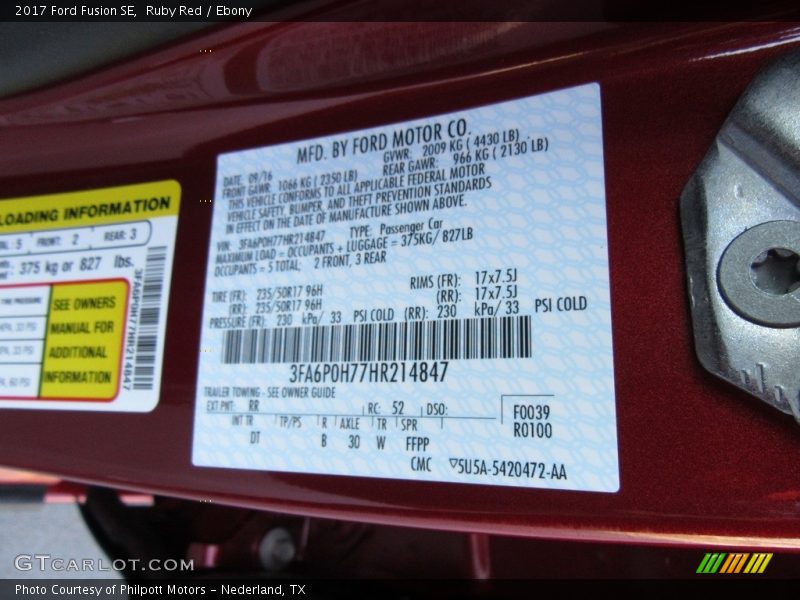 2017 Ford Fusion SE, Ruby Red / Ebony
LOADING INFORMATION
5 FRONT: 2 REAR: 3
375 kg or 827 lbs.
SEE OWNERS
MANUAL FOR
ADDITIONAL
INFORMATION
33 PSI
33 PSI
60 PSI
3FA6P0H77HR214847
MFD. BY FORD MOTOR CO.
DATE: 09/16 GVWR: 2009 KG ( 4430 LB)
FRONT GAWR: 1066 KG ( 2350 LB) REAR GAWR: 966 KG ( 2130 LB)
THIS VEHICLE CONFORMS TO ALL APPLICABLE FEDERAL MOTOR
VEHICLE SAFETY, BUMPER, AND THEFT PREVENTION STANDARDS
IN EFFECT ON THE DATE OF MANUFACTURE SHOWN ABOVE.
VIN: 3FA6P0H77HR214847 TYPE: Passenger Car
MAXIMUM LOAD = OCCUPANTS + LUGGAGE = 375KG/ 827LB
OCCUPANTS = 5 TOTAL; 2 FRONT, 3 REAR
TIRE (FR): 235/50R17 96H RIMS (FR): 17x7.5J
(RR): 235/50R17 96H (RR): 17x7.5J
PRESSURE (FR): 230 kPa/ 33 PSI COLD (RR): 230 kPa/ 33 PSI COLD
3FA6P0H77HR214847
TRAILER TOWING - SEE OWNER GUIDE
EXT PNT: RR RC: 52 DSO: F0039
INT TR TP/PS R AXLE TR SPR R0100
DT B 30 W FFPP
CMC ▽5U5A-5420472-AA
GTCARLOT.COM
Photo Courtesy of Philpott Motors - Nederland, TX